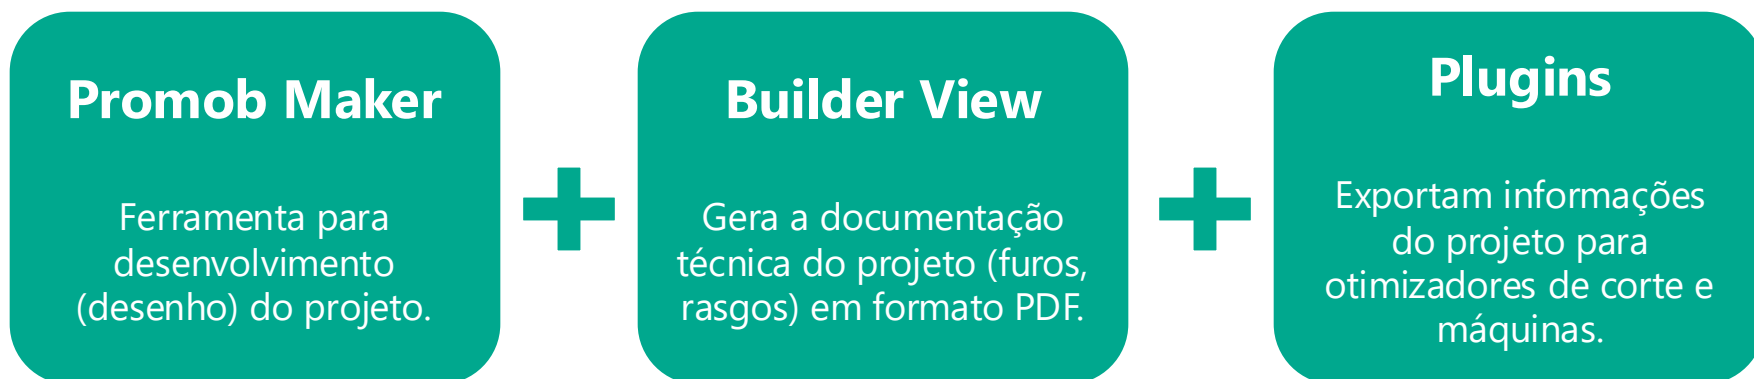 Promob Maker
Ferramenta para
desenvolvimento
(desenho) do projeto.
Builder View
Gera a documentação
técnica do projeto (furos,
rasgos) em formato PDF.
Plugins
Exportam informações
do projeto para
otimizadores de corte e
máquinas.